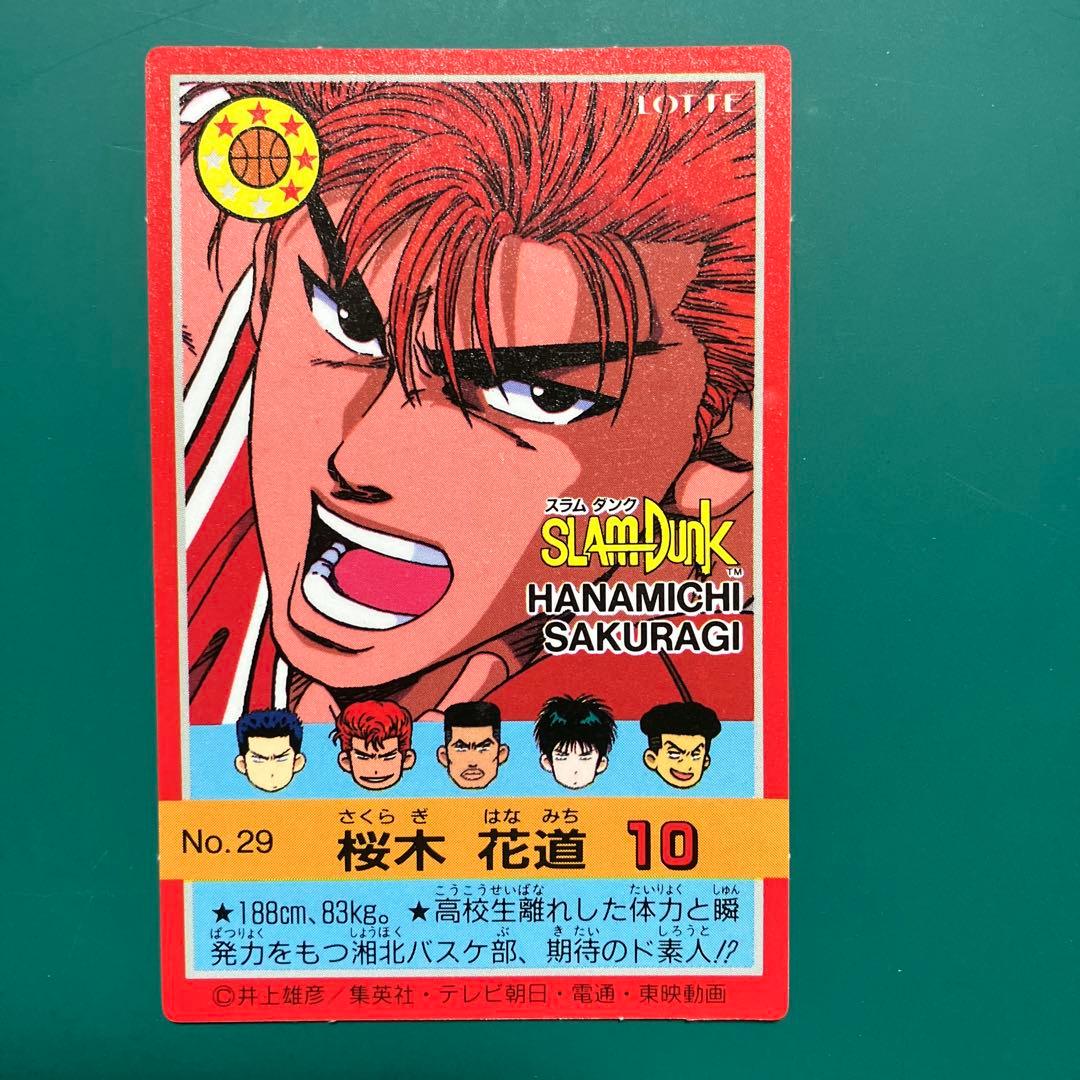 LOTTE
スラム ダンク
SLAM DUNK
TM
HANAMICHI
SAKURAGI
さくら ぎ はな みち
No.29 桜木 花道 10
こうこうせいばな たいりょく しゅん
★188cm、83kg。★高校生離れした体力と瞬
ぱつりょく しょうほく ぶ き たい しろうと
発力をもつ湘北バスケ部、期待のド素人!?
©井上雄彦/集英社・テレビ朝日・電通・東映動画